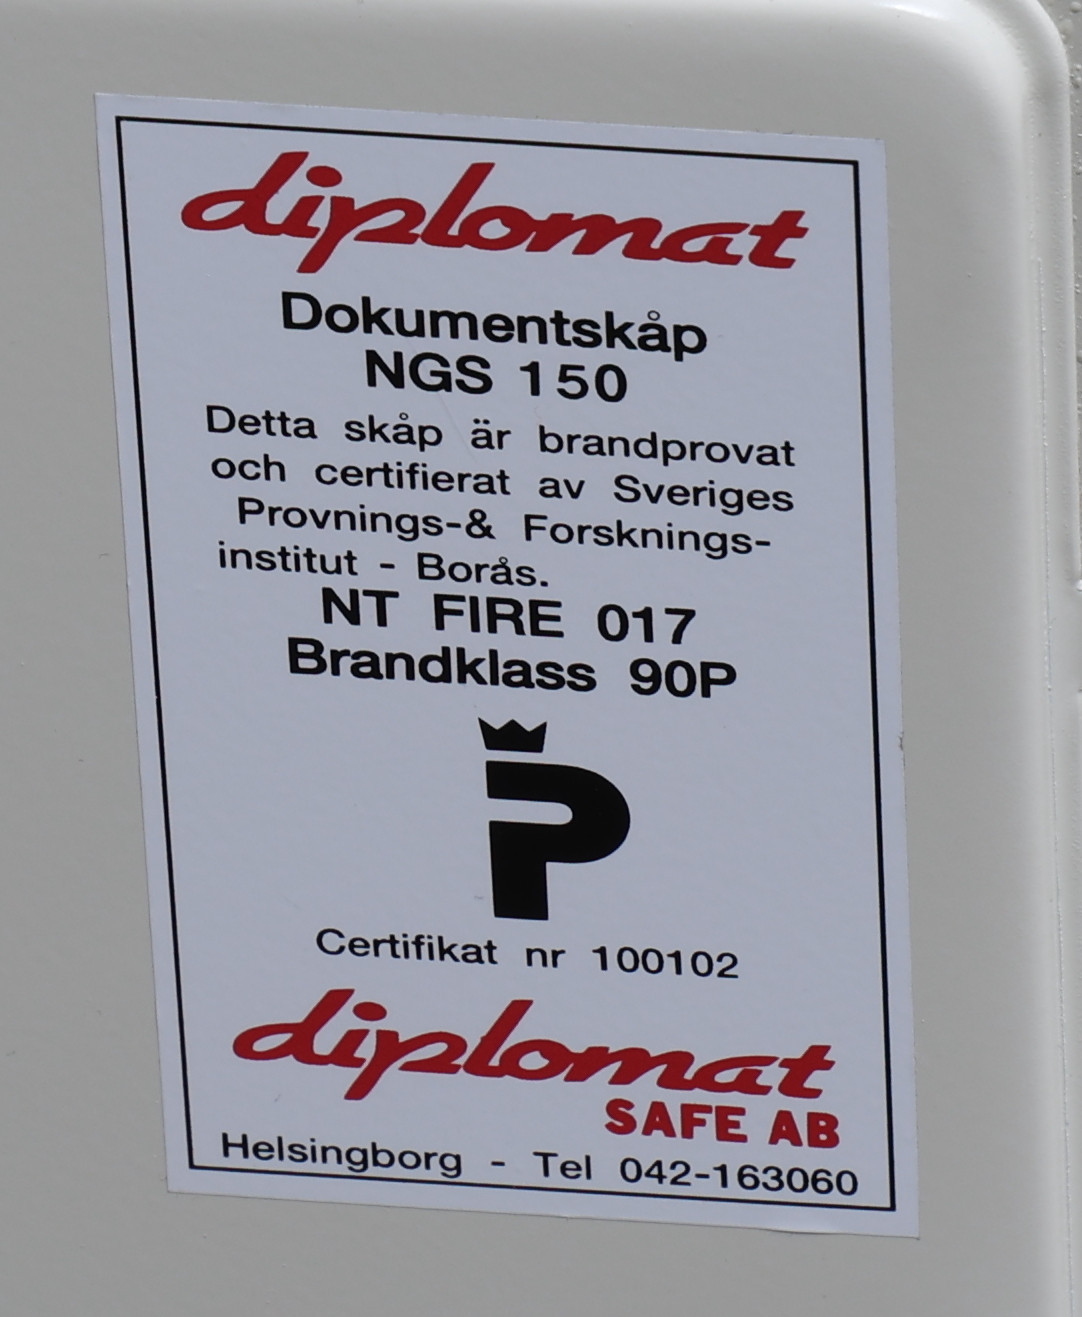 diplomat
Dokumentskåp
NGS 150
Detta skåp är brandprovat
och certifierat av Sveriges
Provnings-& Forsknings-
institut - Borås.
NT FIRE 017
Brandklass 90P
P
Certifikat nr 100102
diplomat
SAFE AB
Helsingborg - Tel 042-163060